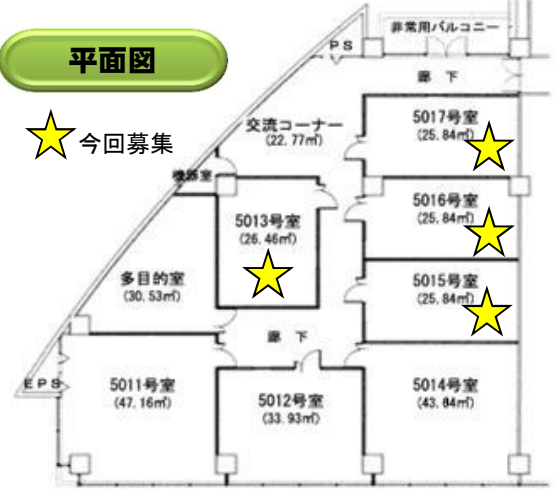 平面図
今回募集
非常用バルコニー
PS
廊下
交流コーナー
(22.77㎡)
5017号室
(25.84㎡)
機器室
5013号室
(26.46㎡)
5016号室
(25.84㎡)
多目的室
(30.53㎡)
5015号室
(25.84㎡)
廊下
EPS
5011号室
(47.16㎡)
5012号室
(33.93㎡)
5014号室
(43.64㎡)